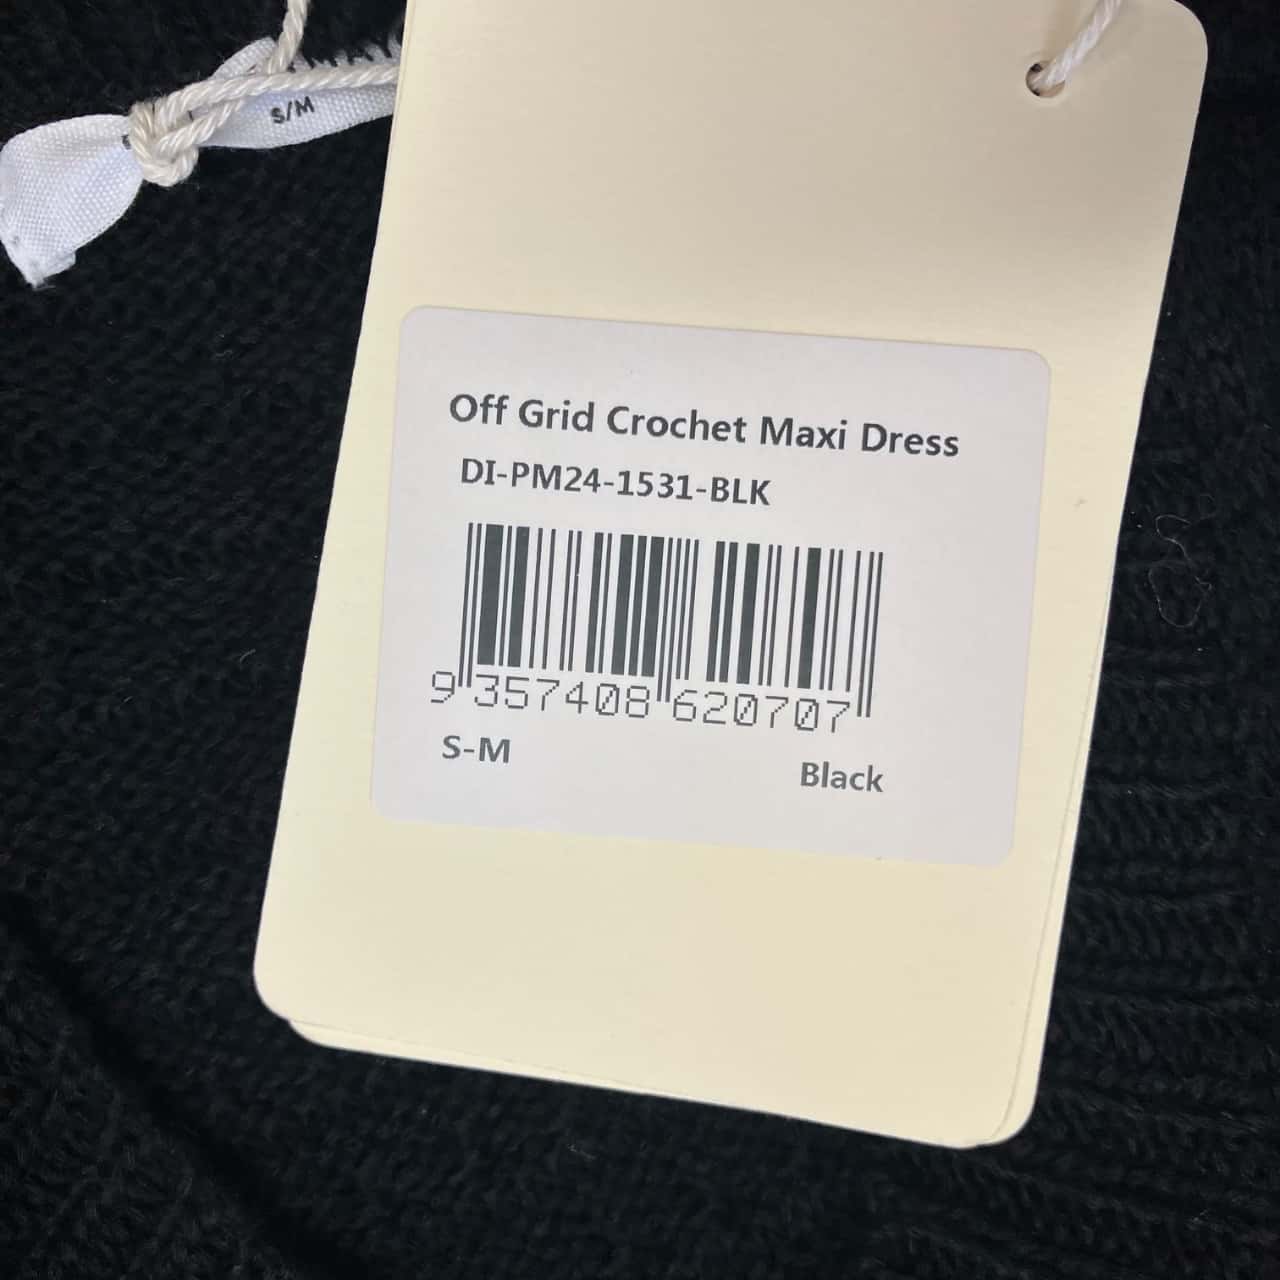 S/M
Off Grid Crochet Maxi Dress
DI-PM24-1531-BLK
9 357408 620707
S-M
Black